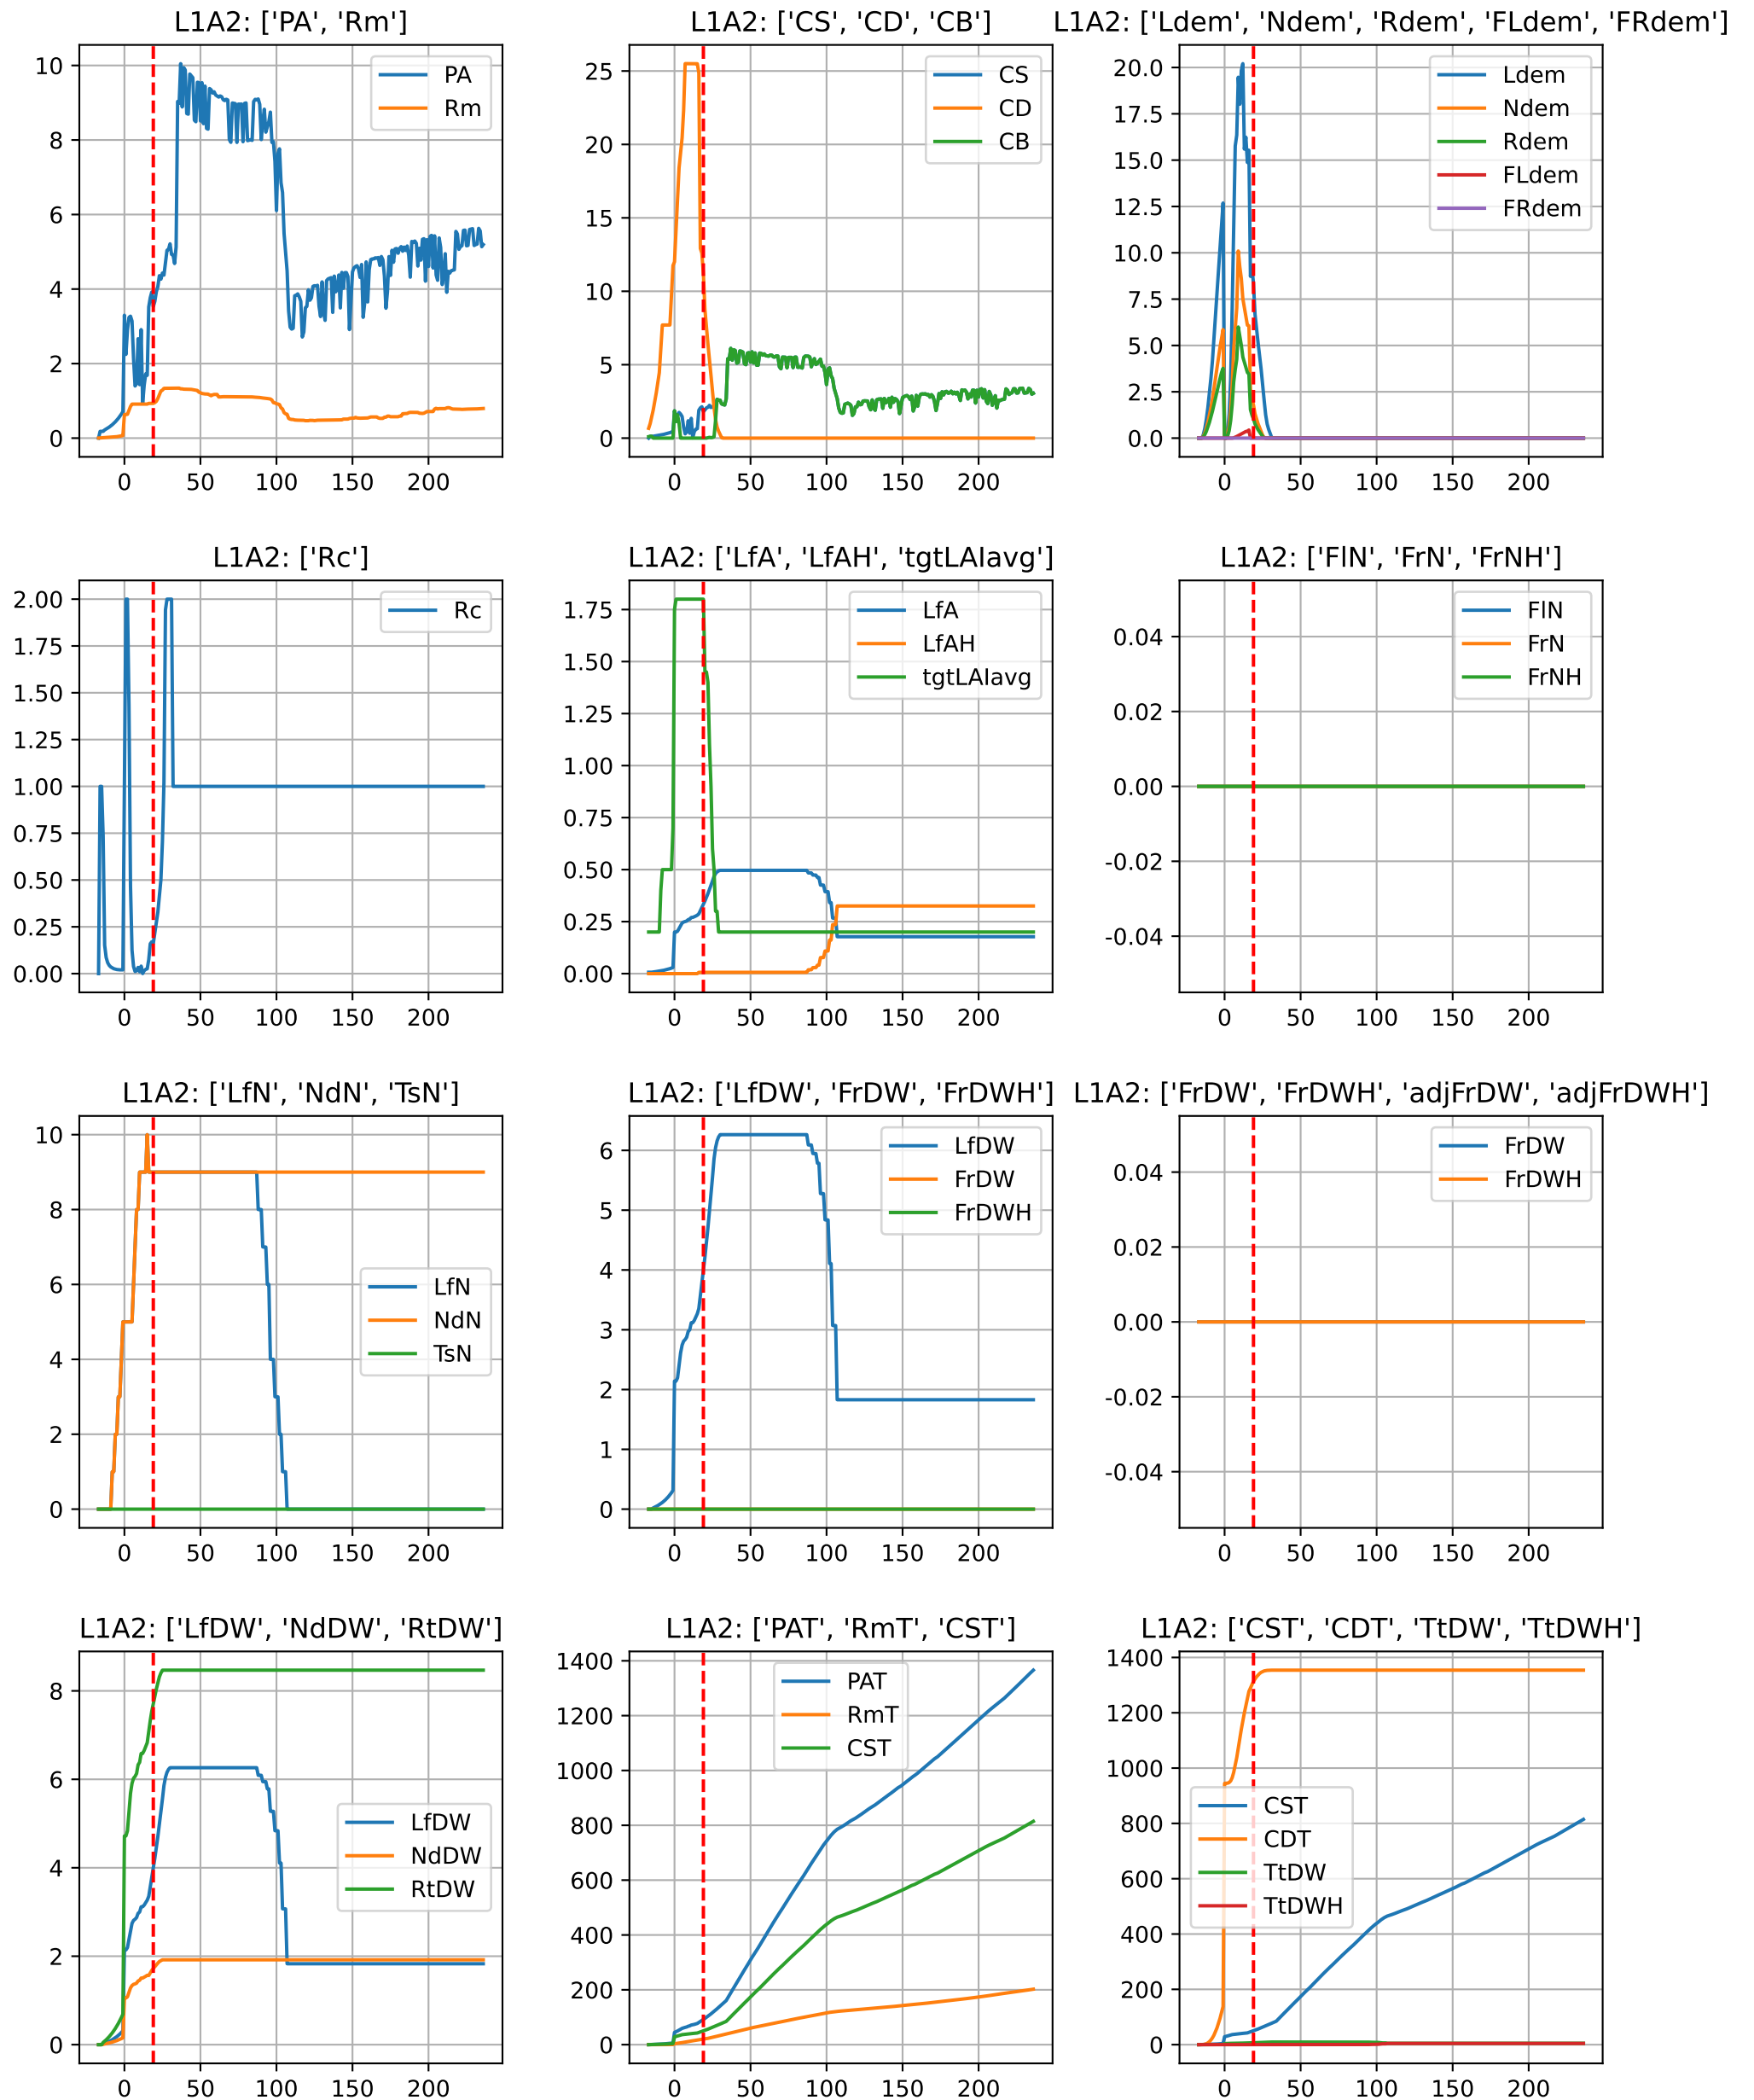 L1A2: ['PA', 'Rm']
10
8
6
4
2
0
0 50 100 150 200
PA
Rm
L1A2: ['CS', 'CD', 'CB']
25
20
15
10
5
0
0 50 100 150 200
CS
CD
CB
L1A2: ['Ldem', 'Ndem', 'Rdem', 'FLdem', 'FRdem']
20.0
17.5
15.0
12.5
10.0
7.5
5.0
2.5
0.0
0 50 100 150 200
Ldem
Ndem
Rdem
FLdem
FRdem
L1A2: ['Rc']
2.00
1.75
1.50
1.25
1.00
0.75
0.50
0.25
0.00
0 50 100 150 200
Rc
L1A2: ['LfA', 'LfAH', 'tgtLAIavg']
1.75
1.50
1.25
1.00
0.75
0.50
0.25
0.00
0 50 100 150 200
LfA
LfAH
tgtLAIavg
L1A2: ['FlN', 'FrN', 'FrNH']
0.04
0.02
0.00
-0.02
-0.04
0 50 100 150 200
FlN
FrN
FrNH
L1A2: ['LfN', 'NdN', 'TsN']
10
8
6
4
2
0
0 50 100 150 200
LfN
NdN
TsN
L1A2: ['LfDW', 'FrDW', 'FrDWH']
6
5
4
3
2
1
0
0 50 100 150 200
LfDW
FrDW
FrDWH
L1A2: ['FrDW', 'FrDWH', 'adjFrDW', 'adjFrDWH']
0.04
0.02
0.00
-0.02
-0.04
0 50 100 150 200
FrDW
FrDWH
L1A2: ['LfDW', 'NdDW', 'RtDW']
8
6
4
2
0
0 50 100 150 200
LfDW
NdDW
RtDW
L1A2: ['PAT', 'RmT', 'CST']
1400
1200
1000
800
600
400
200
0
0 50 100 150 200
PAT
RmT
CST
L1A2: ['CST', 'CDT', 'TtDW', 'TtDWH']
1400
1200
1000
800
600
400
200
0
0 50 100 150 200
CST
CDT
TtDW
TtDWH